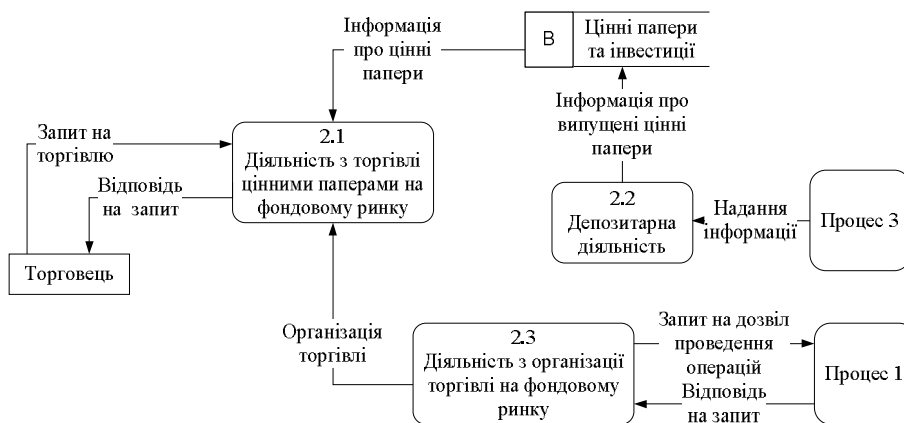 Інформація
про цінні
папери
В
Цінні папери
та інвестиції
Запит на
торгівлю
2.1
Діяльність з торгівлі
цінними паперами на
фондовому ринку
Інформація про
випущені цінні
папери
Відповідь
на запит
2.2
Депозитарна
діяльність
Надання
інформації
Процес 3
Торговець
Організація
торгівлі
2.3
Діяльність з організації
торгівлі на фондовому
ринку
Запит на дозвіл
проведення
операцій
Відповідь
на запит
Процес 1